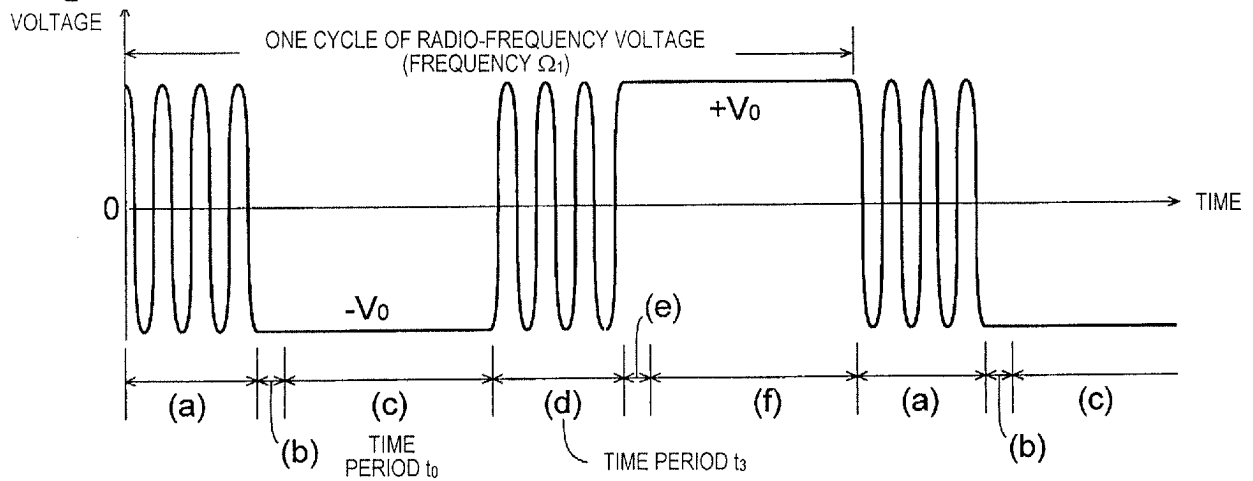 VOLTAGE
ONE CYCLE OF RADIO-FREQUENCY VOLTAGE
(FREQUENCY Ω₁)
+V₀
0
TIME
-V₀
(e)
(a)
(c)
(d)
(f)
(a)
(c)
(b)
TIME
PERIOD t₀
TIME PERIOD t₃
(b)